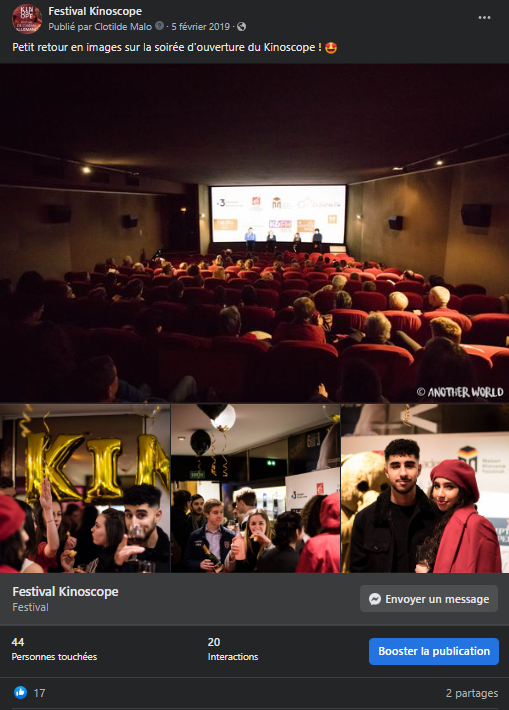 Festival Kinoscope
Publié par Clotilde Malo · 5 février 2019 ·
Petit retour en images sur la soirée d'ouverture du Kinoscope !
© ANOTHER WORLD
KIN
Festival Kinoscope
Festival
Envoyer un message
44
Personnes touchées
20
Interactions
Booster la publication
17
2 partages